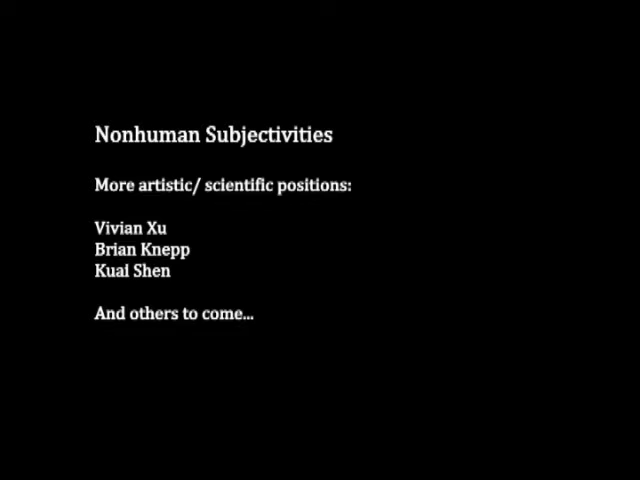 Nonhuman Subjectivities
More artistic/ scientific positions:
Vivian Xu
Brian Knepp
Kuai Shen
And others to come...